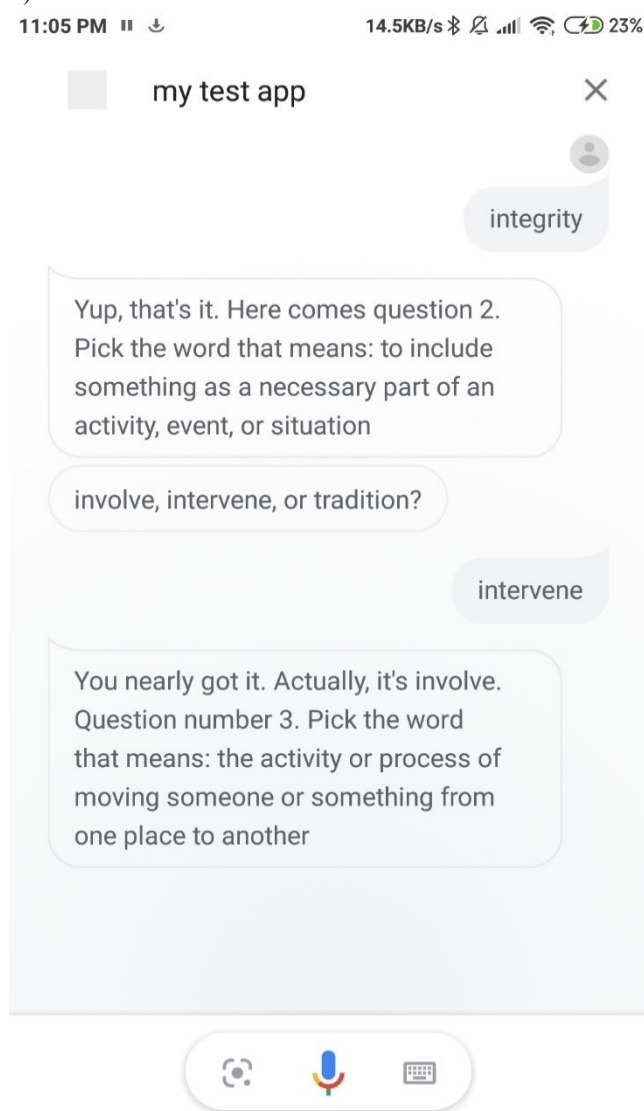 11:05 PM
14.5KB/s
23%
my test app
integrity
Yup, that's it. Here comes question 2.
Pick the word that means: to include
something as a necessary part of an
activity, event, or situation
involve, intervene, or tradition?
intervene
You nearly got it. Actually, it's involve.
Question number 3. Pick the word
that means: the activity or process of
moving someone or something from
one place to another